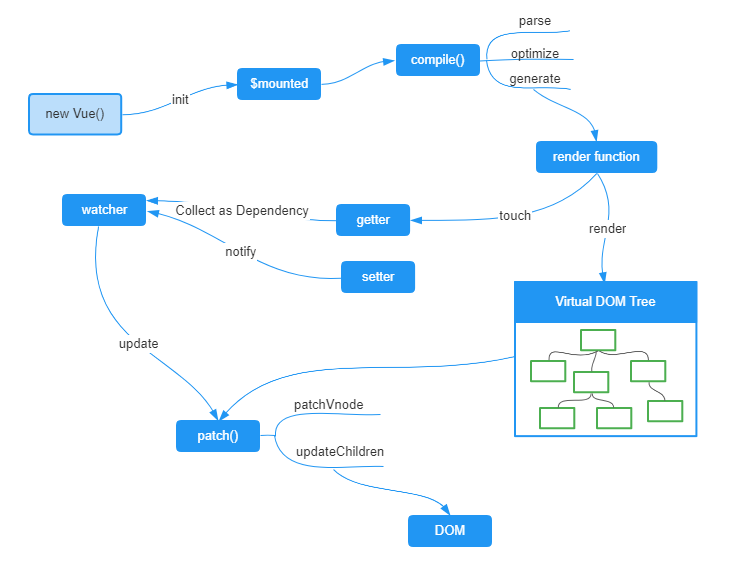 parse
compile()
optimize
$mounted
generate
init
new Vue()
render function
watcher
Collect as Dependency
getter
touch
render
notify
setter
Virtual DOM Tree
update
patchVnode
patch()
updateChildren
DOM